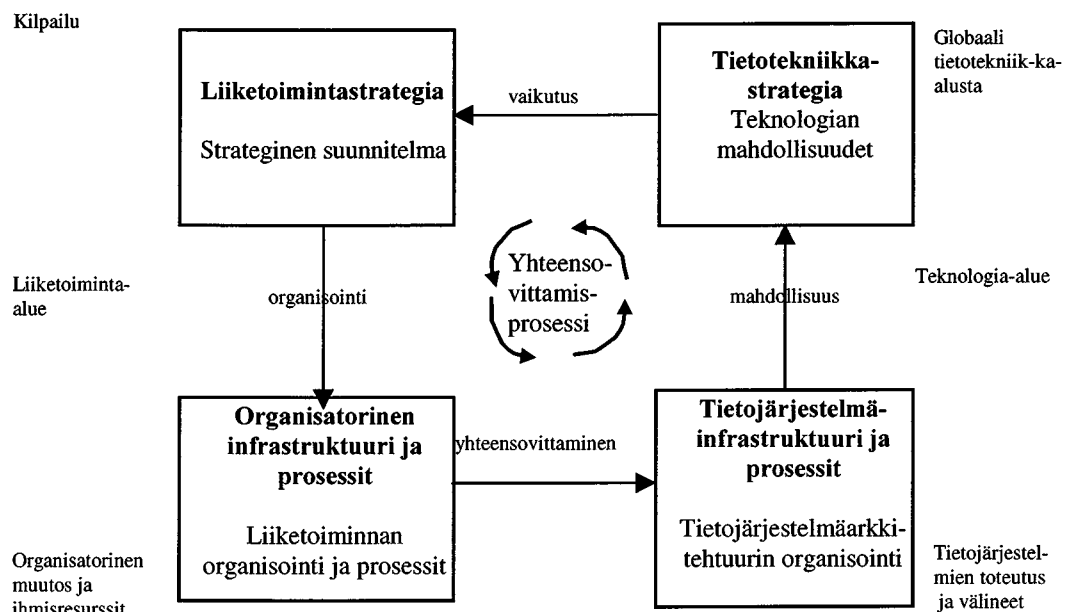 Kilpailu
Liiketoimintastrategia
Strateginen suunnitelma
vaikutus
Tietotekniikka-
strategia
Teknologian
mahdollisuudet
Globaali
tietotekniik-ka-
alusta
Liiketoiminta-
alue
organisointi
Yhteenso-
vittamis-
prosessi
mahdollisuus
Teknologia-alue
Organisatorinen
infrastruktuuri ja
prosessit
Liiketoiminnan
organisointi ja prosessit
yhteensovittaminen
Tietojärjestelmä-
infrastruktuuri ja
prosessit
Tietojärjestelmäarkki-
tehtuurin organisointi
Organisatorinen
muutos ja
ihmisresurssit
Tietojärjestel-
mien toteutus
ja välineet